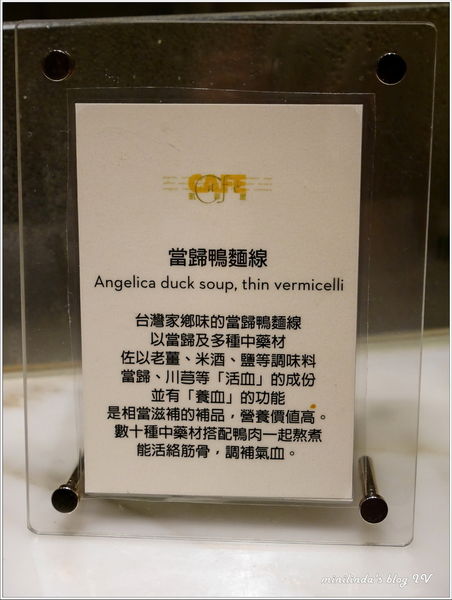 CAFE
當歸鴨麵線
Angelica duck soup, thin vermicelli
台灣家鄉味的當歸鴨麵線
以當歸及多種中藥材
佐以老薑、米酒、鹽等調味料
當歸、川芎等「活血」的成份
並有「養血」的功能
是相當滋補的補品，營養價值高。
數十種中藥材搭配鴨肉一起熬煮
能活絡筋骨，調補氣血。
minilinda's blog IV